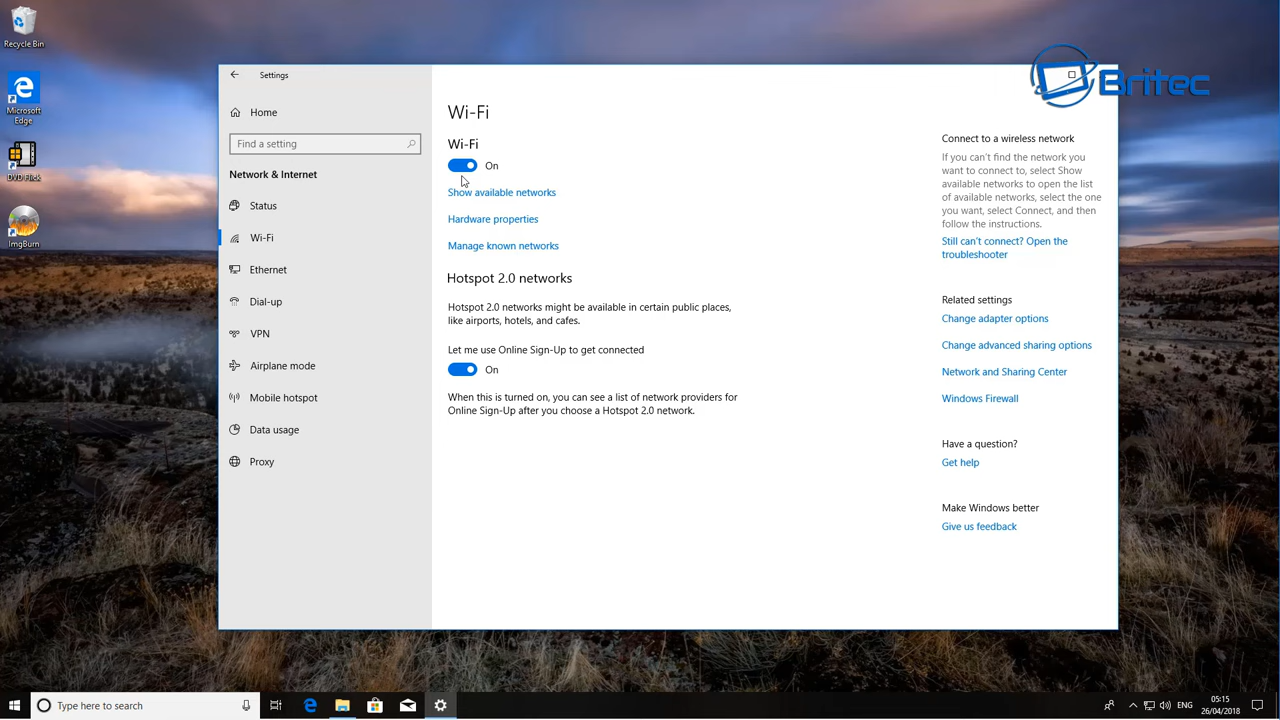 Recycle Bin
Microsoft
Edge
DVD Flick
ImgBurn
Settings
Home
Find a setting
Network & Internet
Status
Wi-Fi
Ethernet
Dial-up
VPN
Airplane mode
Mobile hotspot
Data usage
Proxy
Wi-Fi
Wi-Fi
On
Show available networks
Hardware properties
Manage known networks
Hotspot 2.0 networks
Hotspot 2.0 networks might be available in certain public places,
like airports, hotels, and cafes.
Let me use Online Sign-Up to get connected
On
When this is turned on, you can see a list of network providers for
Online Sign-Up after you choose a Hotspot 2.0 network.
Britec
Connect to a wireless network
If you can't find the network you
want to connect to, select Show
available networks to open the list
of available networks, select the one
you want, select Connect, and then
follow the instructions.
Still can't connect? Open the
troubleshooter
Related settings
Change adapter options
Change advanced sharing options
Network and Sharing Center
Windows Firewall
Have a question?
Get help
Make Windows better
Give us feedback
Type here to search
ENG
05:15
26/04/2018